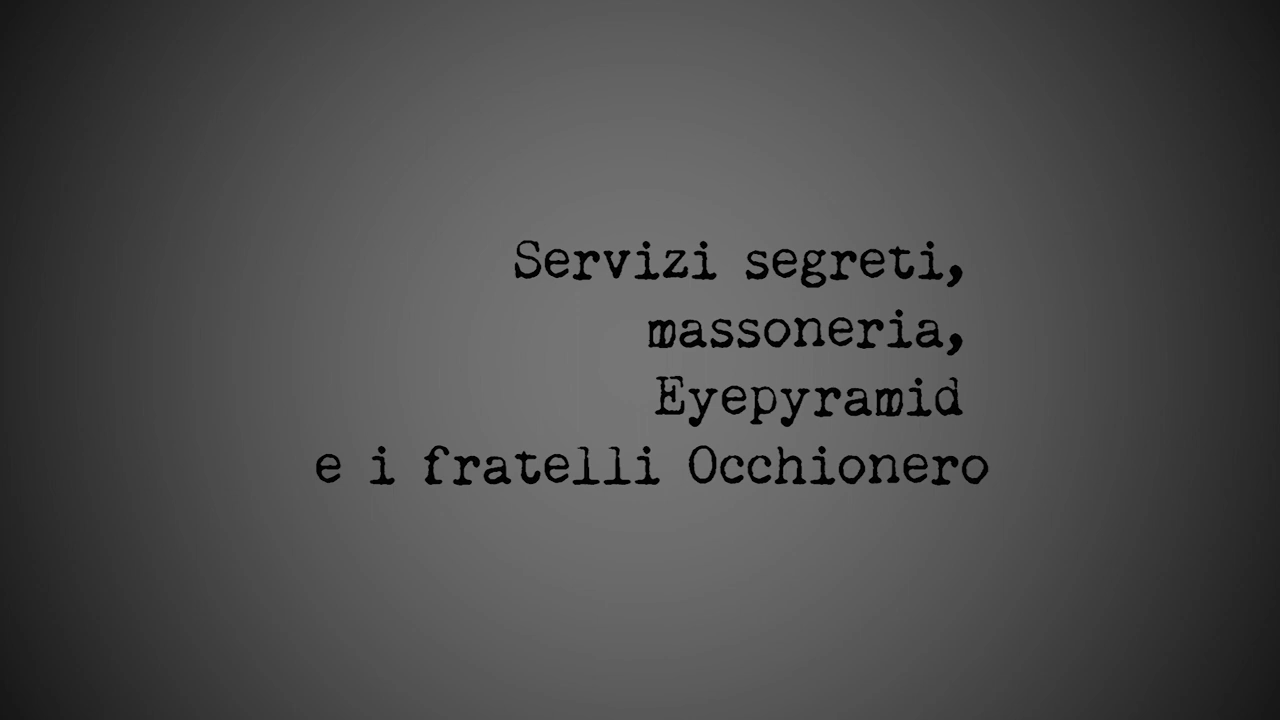 Servizi segreti,
massoneria,
Eyepyramid
e i fratelli Occhionero